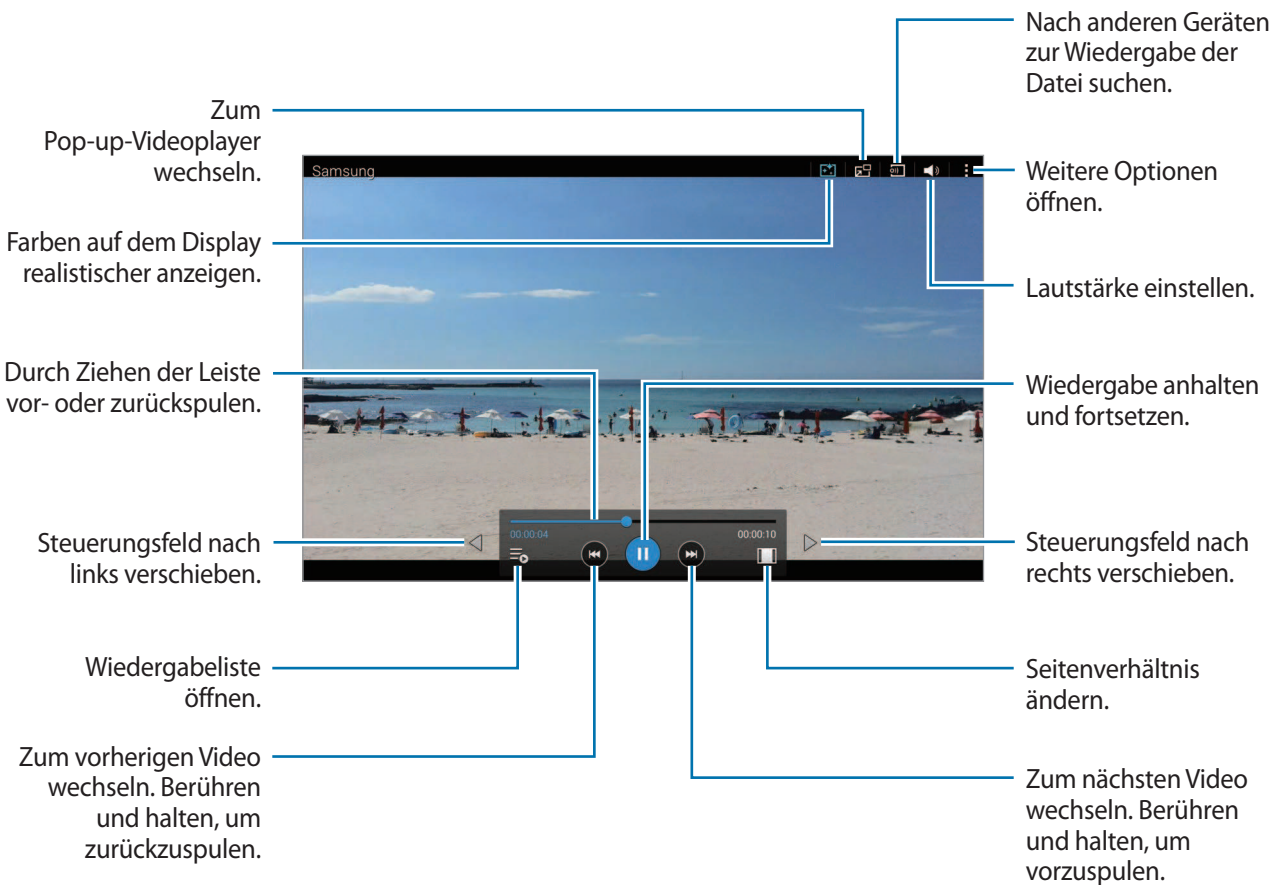 Nach anderen Geräten
zur Wiedergabe der
Datei suchen.
Zum
Pop-up-Videoplayer
wechseln.
Samsung
Weitere Optionen
öffnen.
Farben auf dem Display
realistischer anzeigen.
Lautstärke einstellen.
Durch Ziehen der Leiste
vor- oder zurückspulen.
Wiedergabe anhalten
und fortsetzen.
00:00:04
00:00:10
Steuerungsfeld nach
links verschieben.
Steuerungsfeld nach
rechts verschieben.
Wiedergabeliste
öffnen.
Seitenverhältnis
ändern.
Zum vorherigen Video
wechseln. Berühren
und halten, um
zurückzuspulen.
Zum nächsten Video
wechseln. Berühren
und halten, um
vorzuspulen.